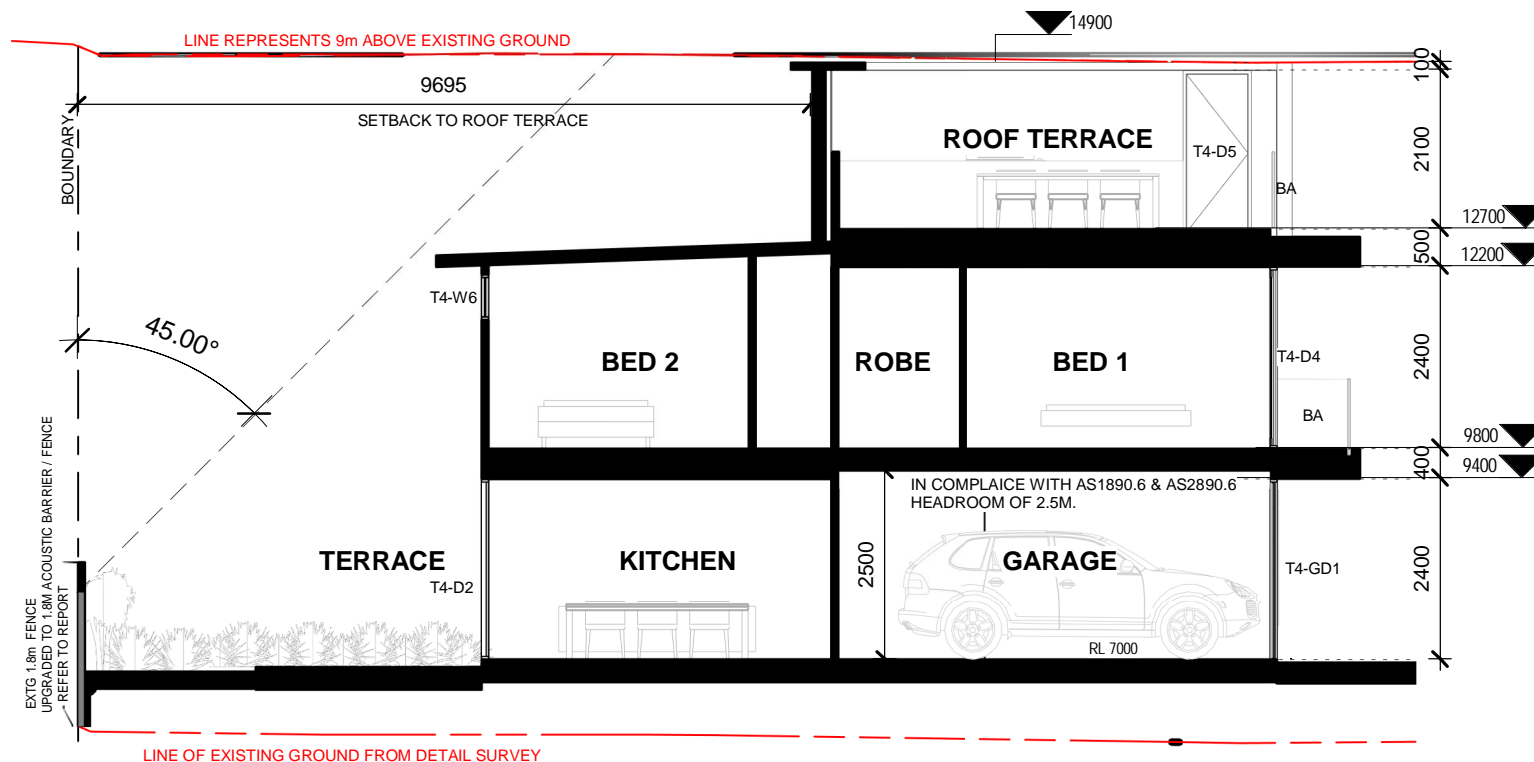 14900
LINE REPRESENTS 9m ABOVE EXISTING GROUND
100
9695
SETBACK TO ROOF TERRACE
BOUNDARY
ROOF TERRACE
T4-D5
2100
BA
12700
500
12200
T4-W6
45.00°
BED 2
ROBE
BED 1
T4-D4
2400
BA
9800
400
9400
IN COMPLAICE WITH AS1890.6 & AS2890.6
HEADROOM OF 2.5M.
TERRACE
KITCHEN
2500
GARAGE
T4-D2
T4-GD1
2400
RL 7000
EXTG 1.8m FENCE
UPGRADED TO 1.8M ACOUSTIC BARRIER / FENCE
- REFER TO REPORT
LINE OF EXISTING GROUND FROM DETAIL SURVEY